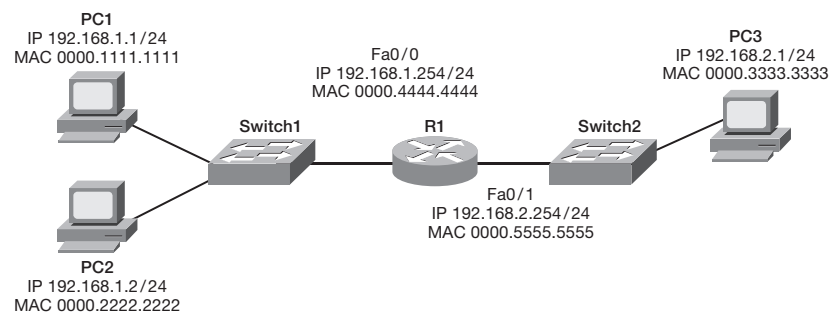 PC1
IP 192.168.1.1/24
MAC 0000.1111.1111
Fa0/0
IP 192.168.1.254/24
MAC 0000.4444.4444
PC3
IP 192.168.2.1/24
MAC 0000.3333.3333
Switch1
R1
Switch2
Fa0/1
IP 192.168.2.254/24
MAC 0000.5555.5555
PC2
IP 192.168.1.2/24
MAC 0000.2222.2222